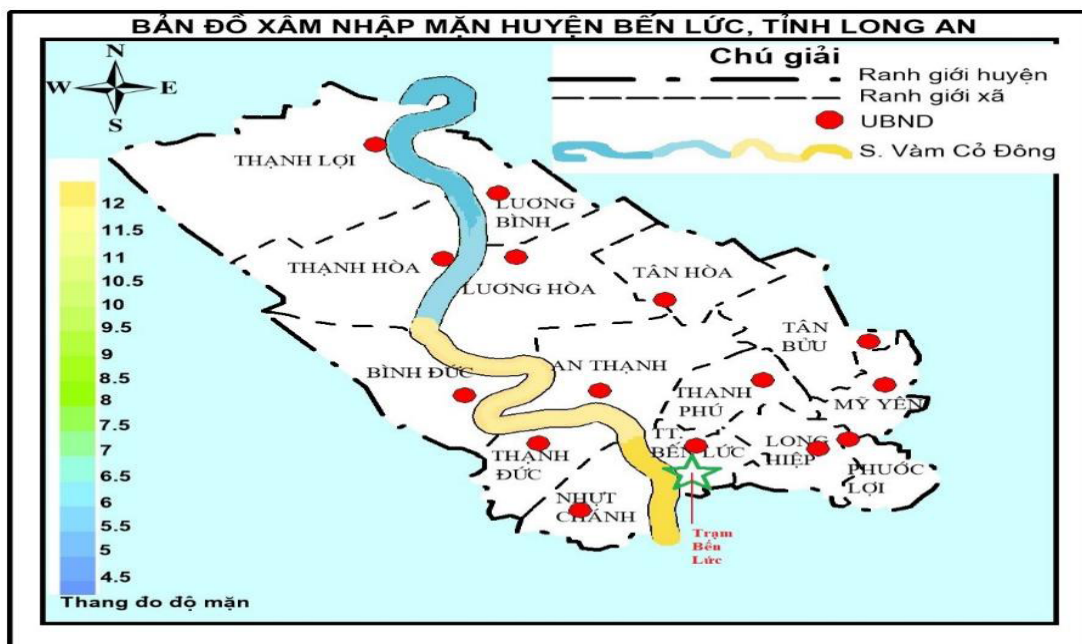 BẢN ĐỒ XÂM NHẬP MẶN HUYỆN BẾN LỨC, TỈNH LONG AN
N
W E
S
Chú giải
Ranh giới huyện
Ranh giới xã
UBND
S. Vàm Cỏ Đông
THẠNH LỢI
LUƠNG
BÌNH
THẠNH HÒA
LUƠNG HÒA
TÂN HÒA
TÂN
BỬU
BÌNH ĐỨC
AN THẠNH
THANH
PHÚ
MỸ YÊN
TT.
BẾN LỨC
LONG
HIỆP
PHƯỚC
LỢI
THẠNH
ĐỨC
NHỰT
CHÁNH
Trạm
Bến
Lức
12
11.5
11
10.5
10
9.5
9
8.5
8
7.5
7
6.5
6
5.5
5
4.5
Thang đo độ mặn